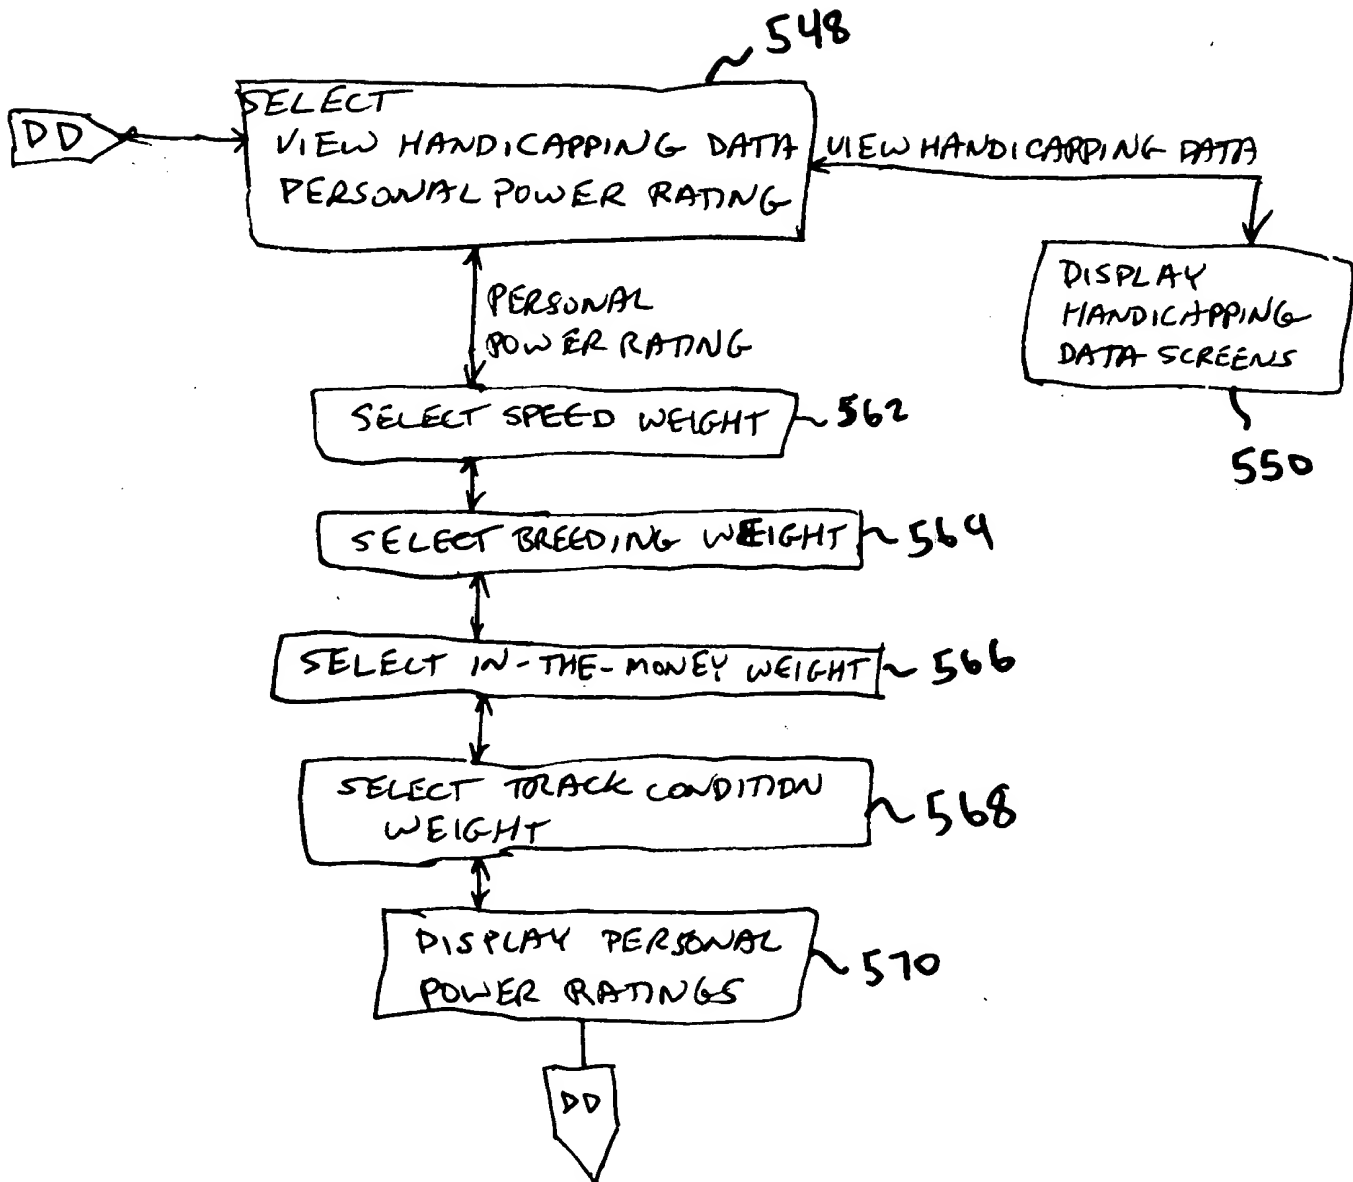 548
DD
SELECT
VIEW HANDICAPPING DATA
PERSONAL POWER RATING
VIEW HANDICAPPING DATA
DISPLAY
HANDICAPPING
DATA SCREENS
550
PERSONAL
POWER RATING
SELECT SPEED WEIGHT
562
SELECT BREEDING WEIGHT
564
SELECT IN-THE-MONEY WEIGHT
566
SELECT TRACK CONDITION
WEIGHT
568
DISPLAY PERSONAL
POWER RATINGS
570
DD